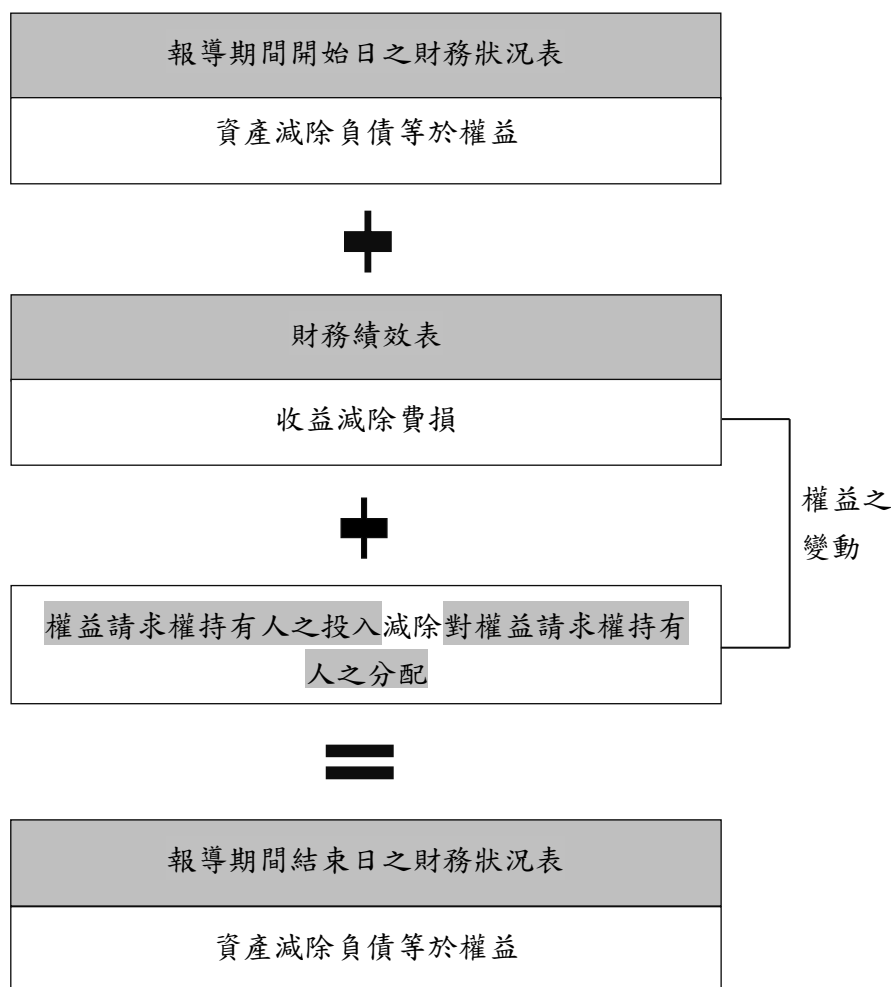 報導期間開始日之財務狀況表
資產減除負債等於權益
財務績效表
收益減除費損
權益之
變動
權益請求權持有人之投入減除對權益請求權持有
人之分配
報導期間結束日之財務狀況表
資產減除負債等於權益